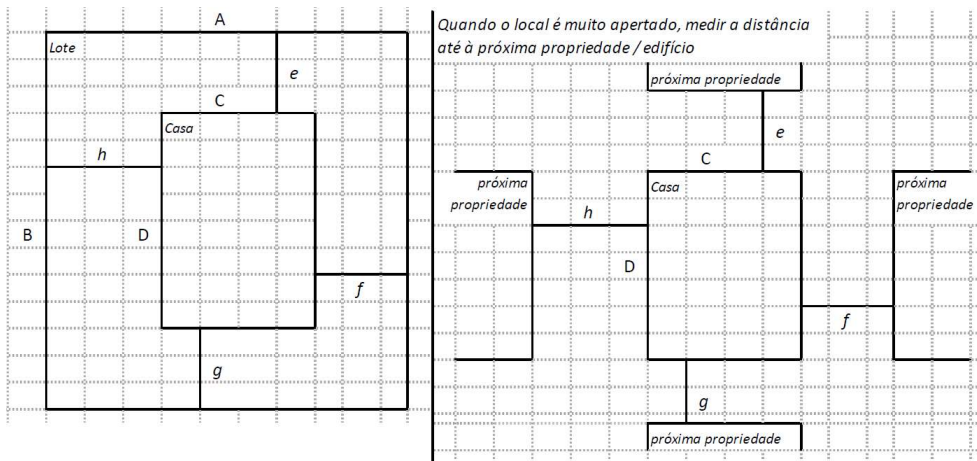 A
Lote
e
C
Casa
h
B
D
f
g
Quando o local é muito apertado, medir a distância
até à próxima propriedade / edifício
próxima propriedade
e
C
próxima
propriedade
Casa
próxima
propriedade
h
D
f
g
próxima propriedade